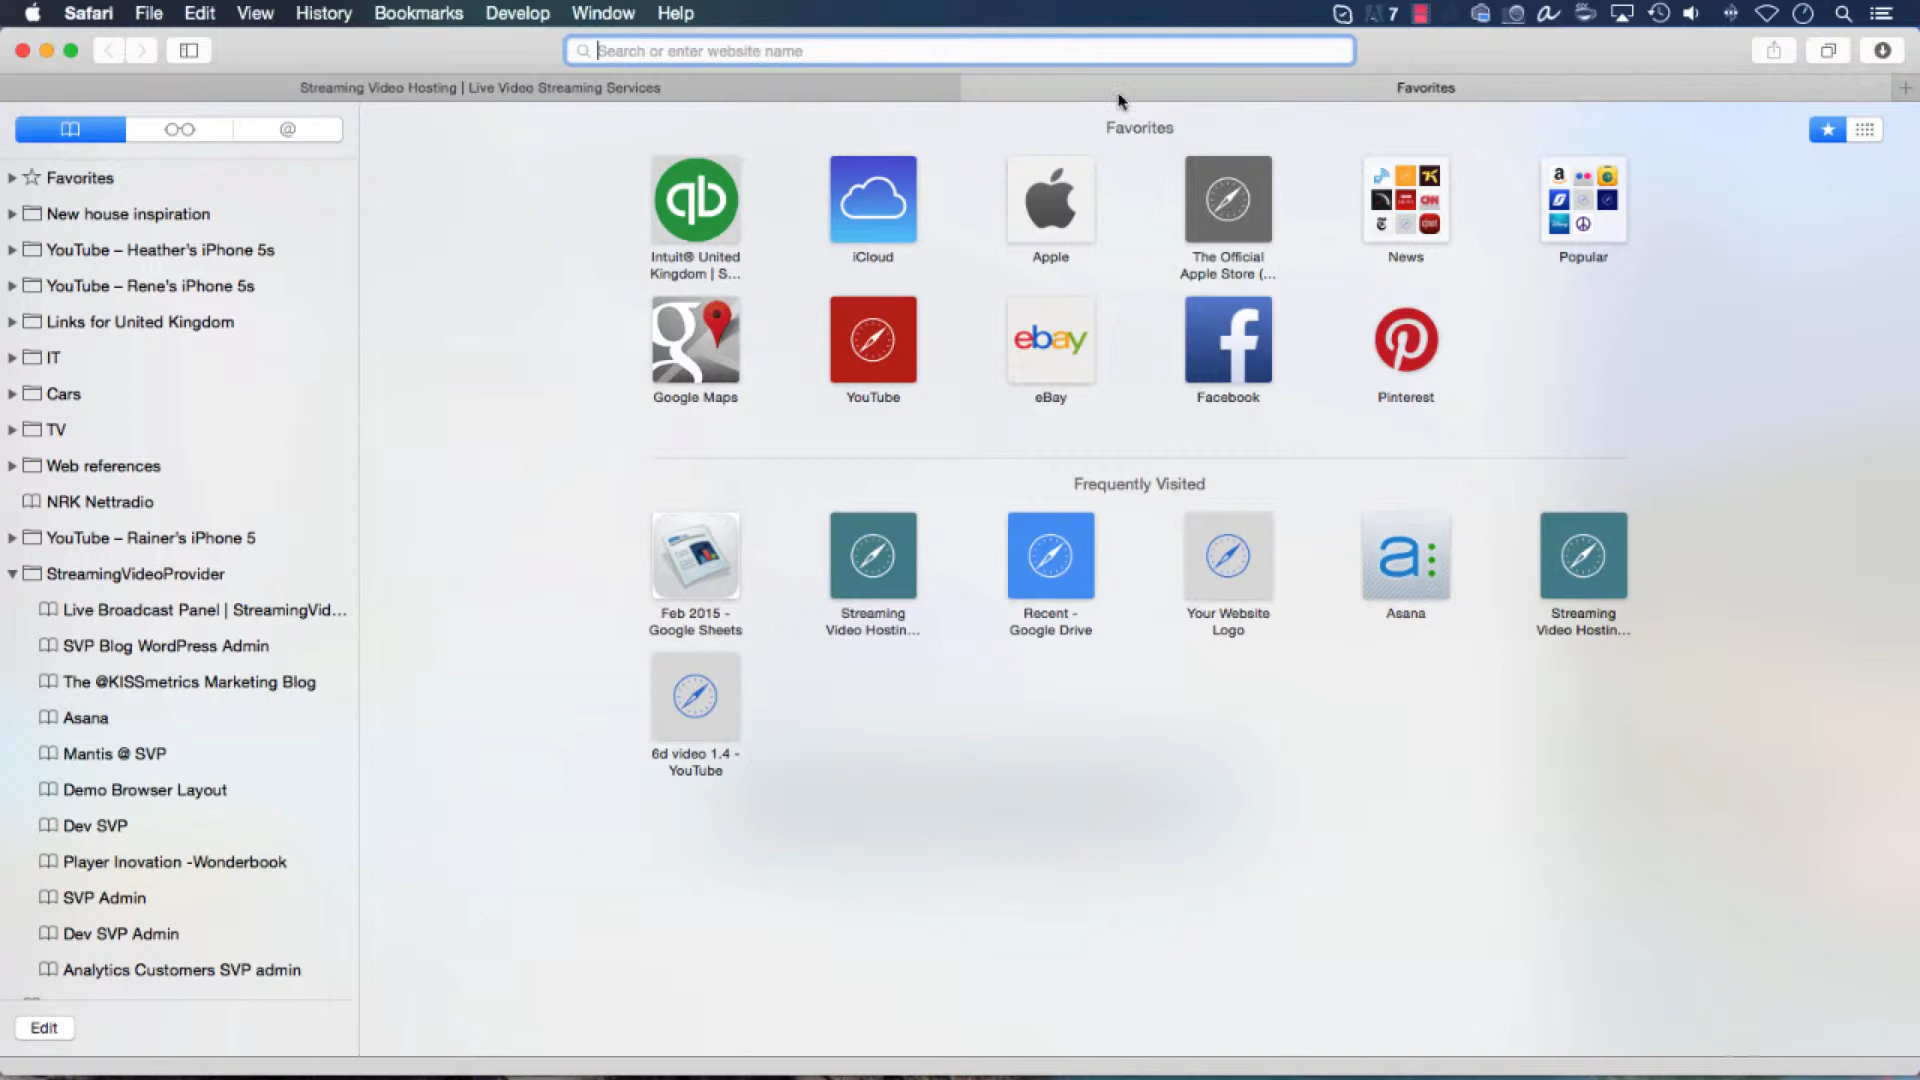 Safari File Edit View History Bookmarks Develop Window Help 7
Search or enter website name
Streaming Video Hosting | Live Video Streaming Services
Favorites
Favorites
New house inspiration
YouTube – Heather's iPhone 5s
YouTube – Rene's iPhone 5s
Links for United Kingdom
IT
Cars
TV
Web references
NRK Nettradio
YouTube – Rainer's iPhone 5
StreamingVideoProvider
Live Broadcast Panel | StreamingVid...
SVP Blog WordPress Admin
The @KISSmetrics Marketing Blog
Asana
Mantis @ SVP
Demo Browser Layout
Dev SVP
Player Inovation -Wonderbook
SVP Admin
Dev SVP Admin
Analytics Customers SVP admin
Edit
Favorites
qb
Intuit® United
Kingdom | S...
iCloud
Apple
The Official
Apple Store (...
CNN
News
Popular
Google Maps
YouTube
ebay
eBay
Facebook
Pinterest
Frequently Visited
Feb 2015 -
Google Sheets
Streaming
Video Hostin...
Recent -
Google Drive
Your Website
Logo
a:
Asana
Streaming
Video Hostin...
6d video 1.4 -
YouTube